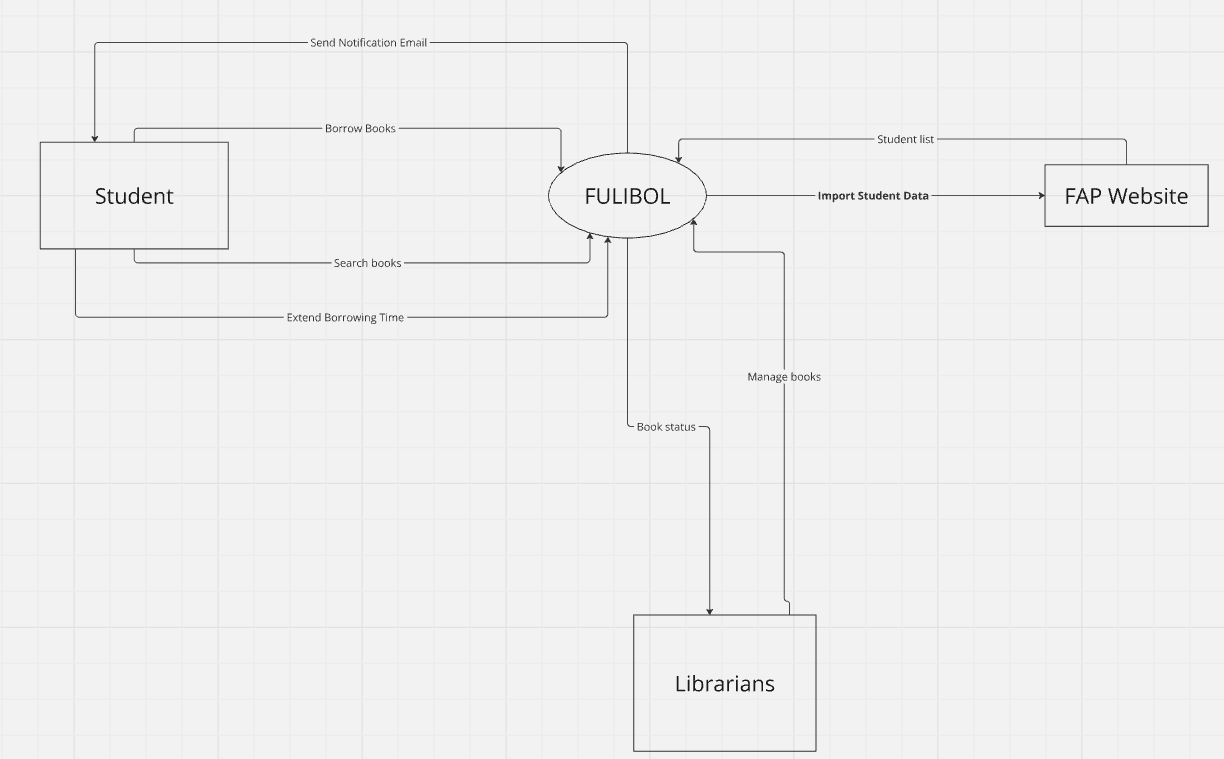 Send Notification Email
Borrow Books
Student list
Student
FULIBOL
Import Student Data
FAP Website
Search books
Extend Borrowing Time
Manage books
Book status
Librarians